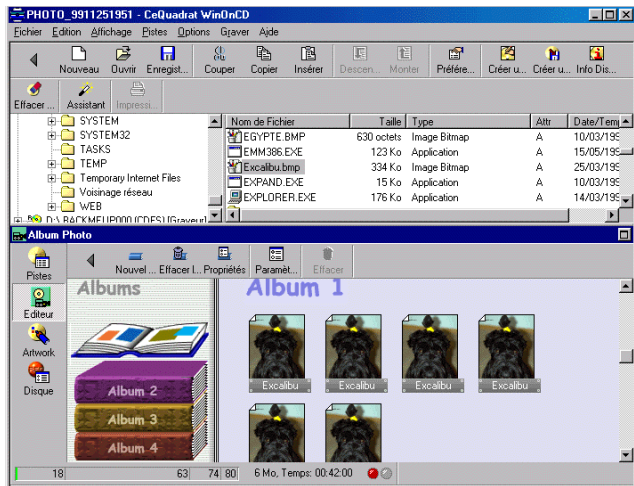 PHOTO_9911251951 - CeQuadrat WinOnCD
Fichier Edition Affichage Pistes Options Graver Aide
Nouveau Ouvrir Enregist... Couper Copier Insérer Descen... Monter Préfére... Créer u... Créer u... Info Dis...
Effacer ... Assistant Impressi...
Nom de Fichier Taille Type Attr Date/Temp
SYSTEM
SYSTEM32
TASKS
TEMP
Temporary Internet Files
Voisinage réseau
WEB
D:\ BACKMEUP000 (CDFS) [Graveur]
EGYPTE.BMP 630 octets Image Bitmap A 10/03/199
EMM386.EXE 123 Ko Application A 15/05/199
Excalibu.bmp 334 Ko Image Bitmap A 25/03/199
EXPAND.EXE 15 Ko Application A 10/03/199
EXPLORER.EXE 176 Ko Application A 14/03/199
Album Photo
Pistes
Editeur
Artwork
Disque
Nouvel ... Effacer l... Propriétés Paramèt... Effacer
Albums
Album 2
Album 3
Album 4
Album 1
Excalibu Excalibu Excalibu Excalibu
18 63 74 80 6 Mo, Temps: 00:42:00